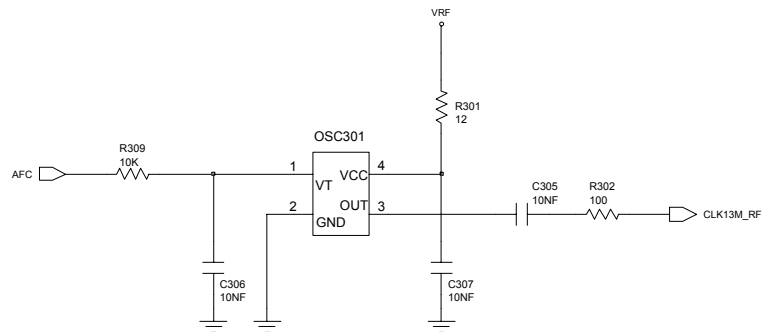 VRF
R301
12
OSC301
R309
10K
AFC
1
4
VT
VCC
OUT
2
3
GND
C305
10NF
R302
100
CLK13M_RF
C306
10NF
C307
10NF